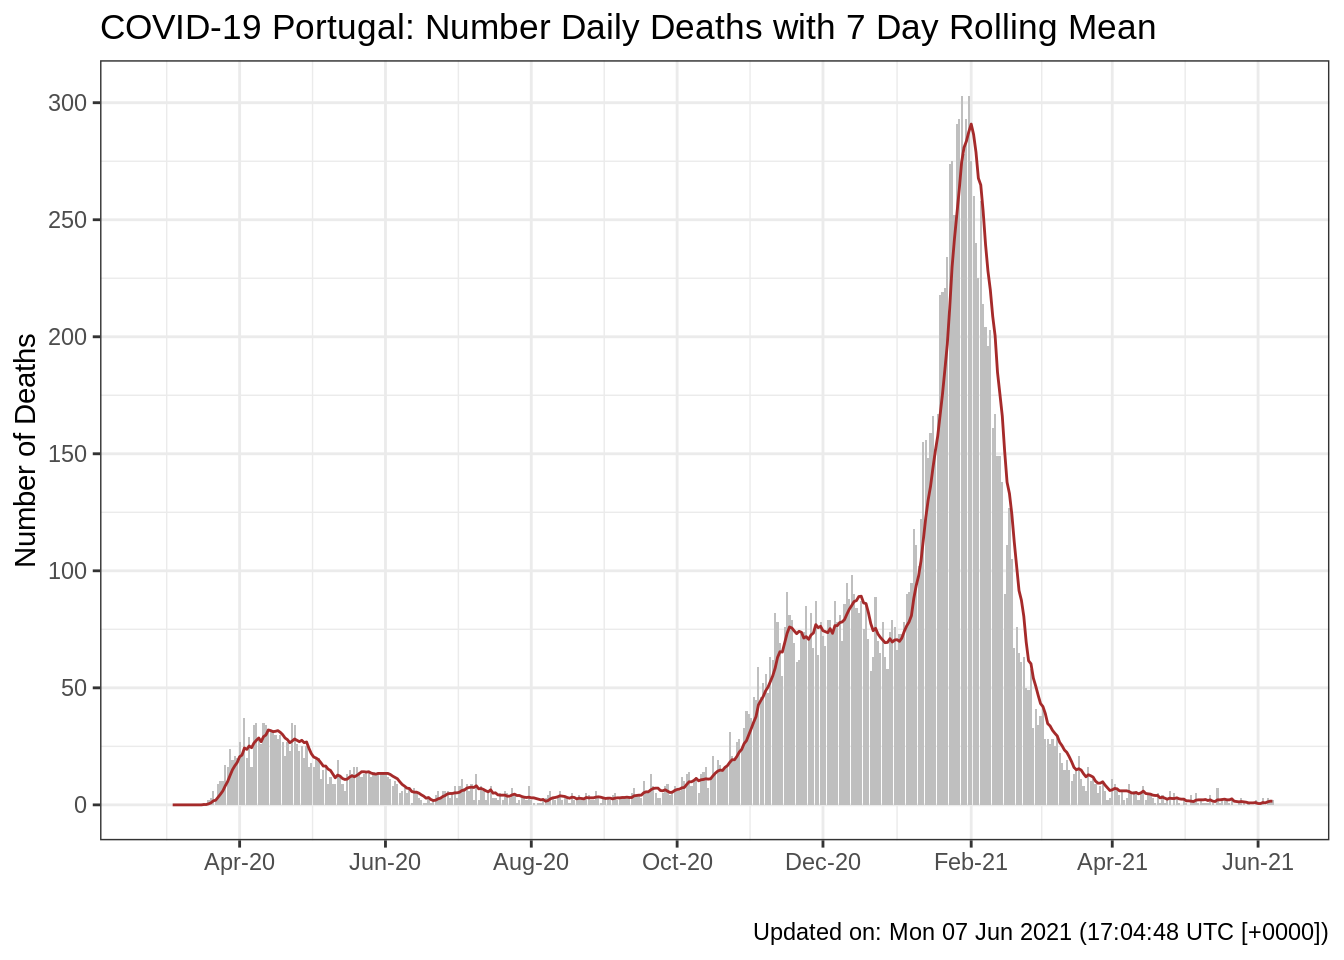 COVID-19 Portugal: Number Daily Deaths with 7 Day Rolling Mean
Number of Deaths
300
250
200
150
100
50
0
Apr-20
Jun-20
Aug-20
Oct-20
Dec-20
Feb-21
Apr-21
Jun-21
Updated on: Mon 07 Jun 2021 (17:04:48 UTC [+0000])